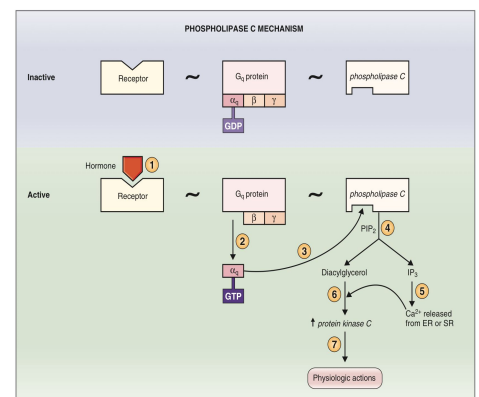 PHOSPHOLIPASE C MECHANISM
Inactive
Receptor
~
Gq protein
~
phospholipase C
αq β γ
GDP
Hormone
1
Active
Receptor
~
Gq protein
~
phospholipase C
β γ
PIP2
4
2
3
αq
Diacylglycerol
IP3
GTP
6
5
↑ protein kinase C
Ca2+ released
from ER or SR
7
Physiologic actions